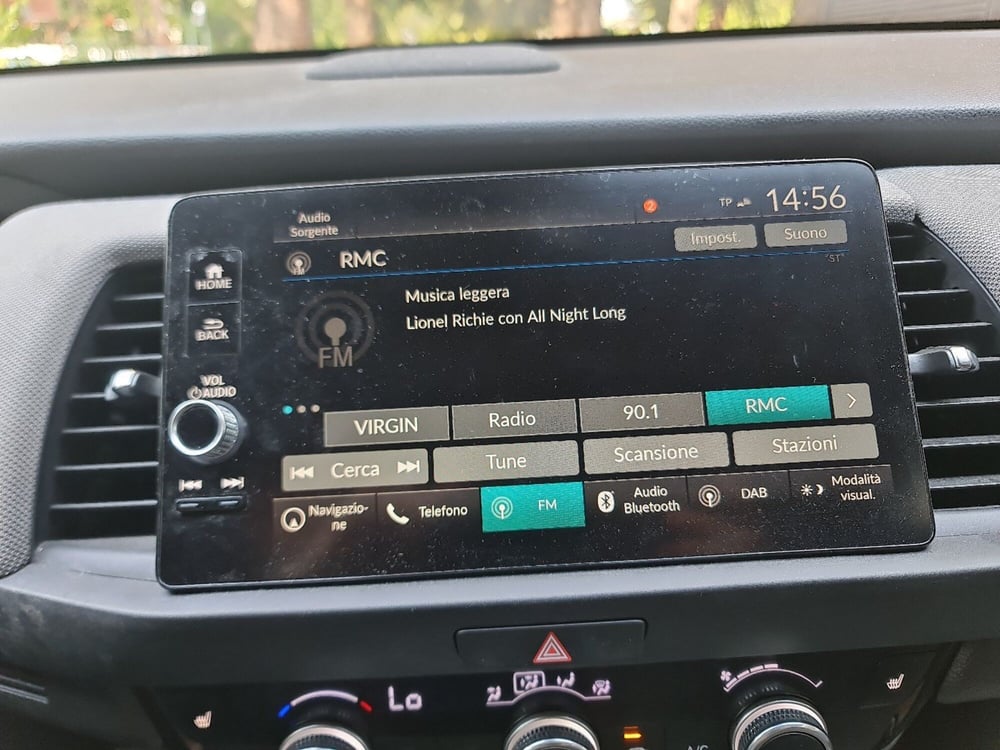 Audio
Sorgente
2
TP
14:56
FM
RMC
Impost.
Suono
ST
HOME
BACK
VOL
AUDIO
FM
Musica leggera
Lionel Richie con All Night Long
VIRGIN
Radio
90.1
RMC
Cerca
Tune
Scansione
Stazioni
Navigazio-
ne
Telefono
FM
Audio
Bluetooth
DAB
Modalità
visual.
Lo
A/C